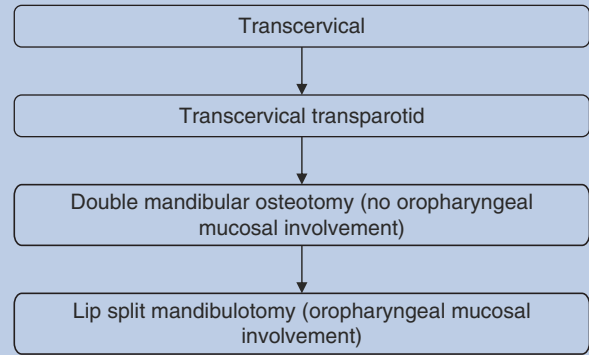 Transcervical
Transcervical transparotid
Double mandibular osteotomy (no oropharyngeal
mucosal involvement)
Lip split mandibulotomy (oropharyngeal mucosal
involvement)